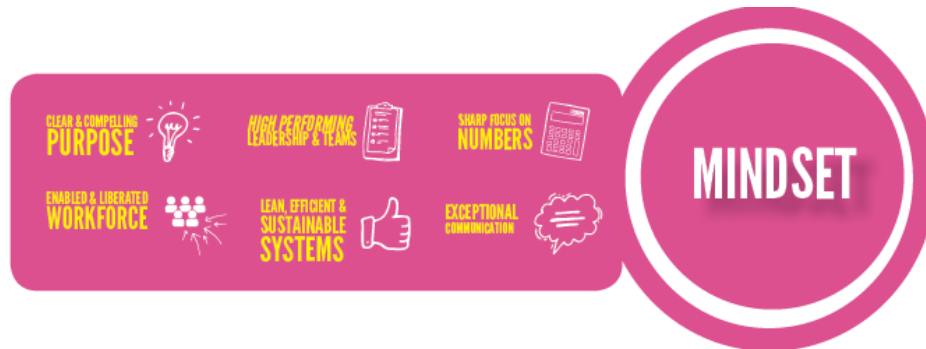 CLEAR & COMPELLING
PURPOSE
HIGH PERFORMING
LEADERSHIP & TEAMS
SHARP FOCUS ON
NUMBERS
ENABLED & LIBERATED
WORKFORCE
LEAN, EFFICIENT &
SUSTAINABLE
SYSTEMS
EXCEPTIONAL
COMMUNICATION
MINDSET